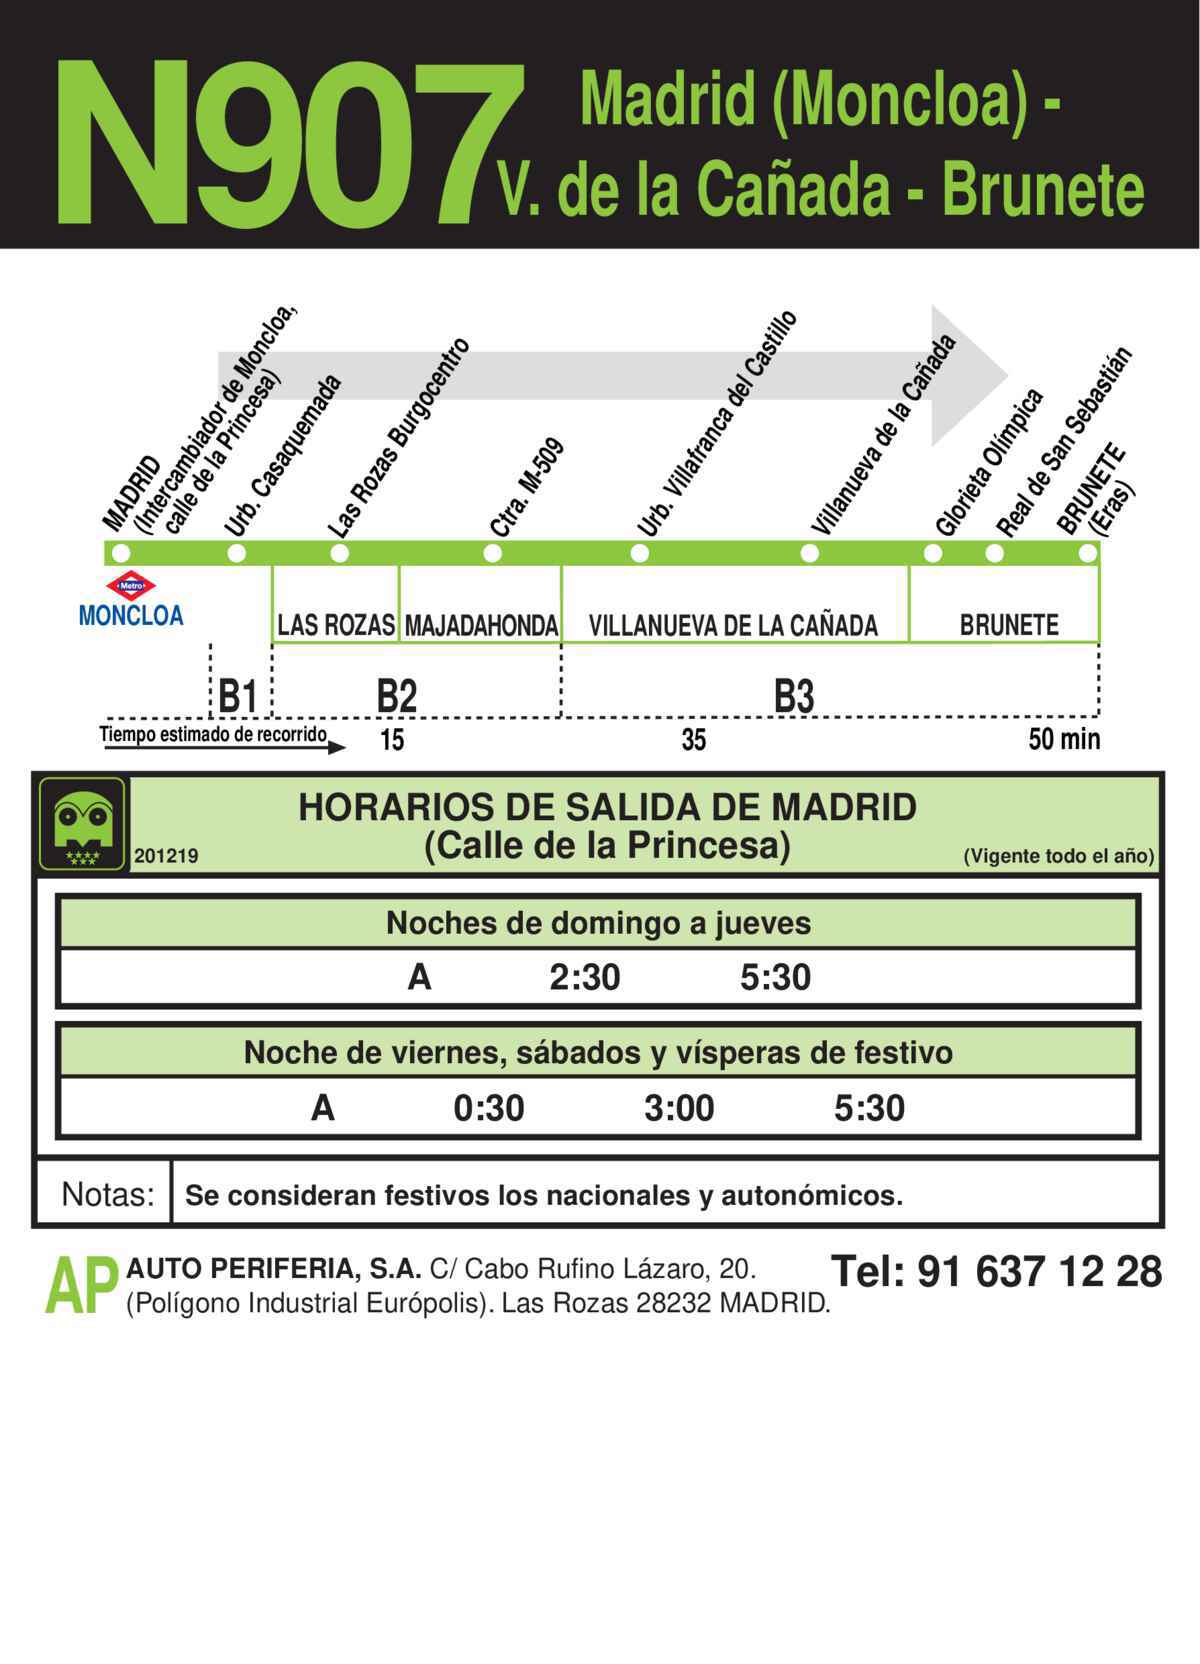 N907
Madrid (Moncloa) -
V. de la Cañada - Brunete
MADRID
(Intercambiador de Moncloa,
calle de la Princesa)
Urb. Casaquemada
Las Rozas Burgocentro
Ctra. M-509
Urb. Villafranca del Castillo
Villanueva de la Cañada
Glorieta Olímpica
Real de San Sebastián
BRUNETE
(Eras)
Metro
MONCLOA
LAS ROZAS MAJADAHONDA VILLANUEVA DE LA CAÑADA BRUNETE
B1 B2 B3
Tiempo estimado de recorrido 15 35 50 min
HORARIOS DE SALIDA DE MADRID
(Calle de la Princesa)
201219 (Vigente todo el año)
Noches de domingo a jueves
A 2:30 5:30
Noche de viernes, sábados y vísperas de festivo
A 0:30 3:00 5:30
Notas: Se consideran festivos los nacionales y autonómicos.
AP AUTO PERIFERIA, S.A. C/ Cabo Rufino Lázaro, 20. Tel: 91 637 12 28
(Polígono Industrial Európolis). Las Rozas 28232 MADRID.